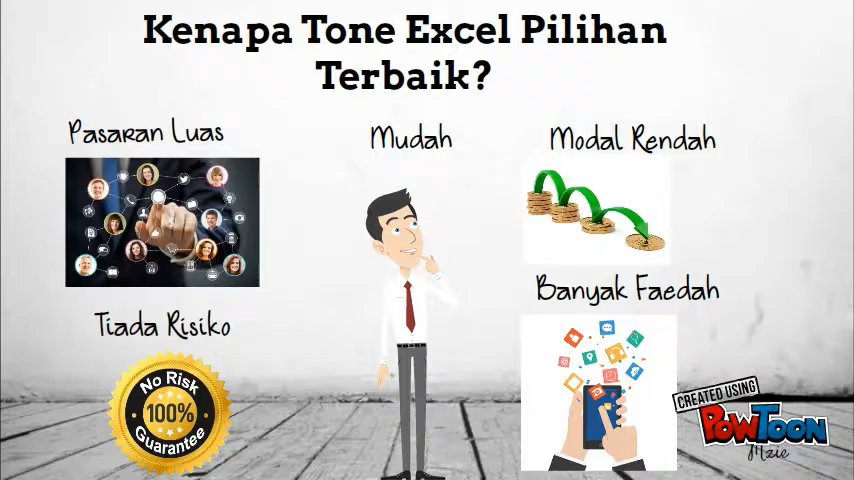 Kenapa Tone Excel Pilihan
Terbaik?
Pasaran Luas
Mudah
Modal Rendah
Tiada Risiko
Banyak Faedah
No Risk
100%
Guarantee
CREATED USING
POWTOON
Mzie